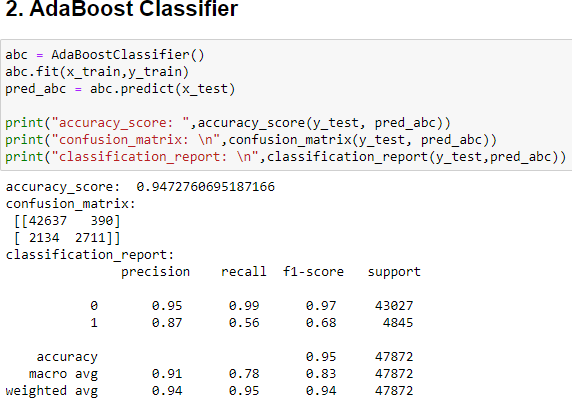 2. AdaBoost Classifier
abc = AdaBoostClassifier()
abc.fit(x_train,y_train)
pred_abc = abc.predict(x_test)
print("accuracy_score: ",accuracy_score(y_test, pred_abc))
print("confusion_matrix: \n",confusion_matrix(y_test, pred_abc))
print("classification_report: \n",classification_report(y_test,pred_abc))
accuracy_score:  0.9472760695187166
confusion_matrix:
[[42637   390]
[ 2134  2711]]
classification_report:
precision    recall  f1-score   support
0       0.95      0.99      0.97     43027
1       0.87      0.56      0.68      4845
accuracy                           0.95     47872
macro avg       0.91      0.78      0.83     47872
weighted avg       0.94      0.95      0.94     47872